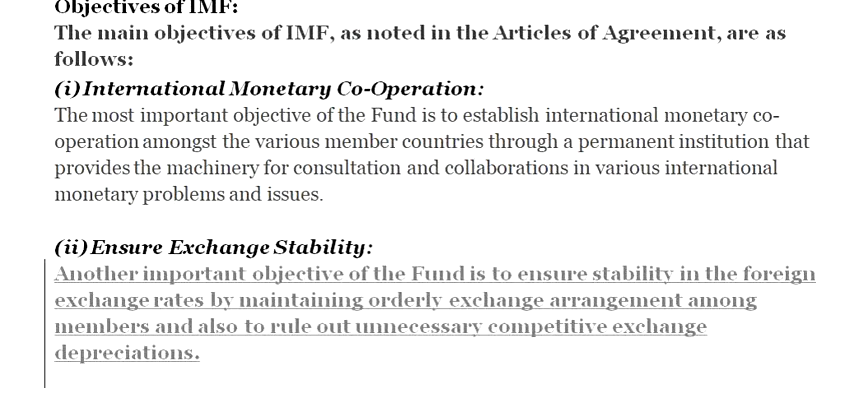 Objectives of IMF:
The main objectives of IMF, as noted in the Articles of Agreement, are as
follows:
(i) International Monetary Co-Operation:
The most important objective of the Fund is to establish international monetary co-
operation amongst the various member countries through a permanent institution that
provides the machinery for consultation and collaborations in various international
monetary problems and issues.
(ii) Ensure Exchange Stability:
Another important objective of the Fund is to ensure stability in the foreign
exchange rates by maintaining orderly exchange arrangement among
members and also to rule out unnecessary competitive exchange
depreciations.